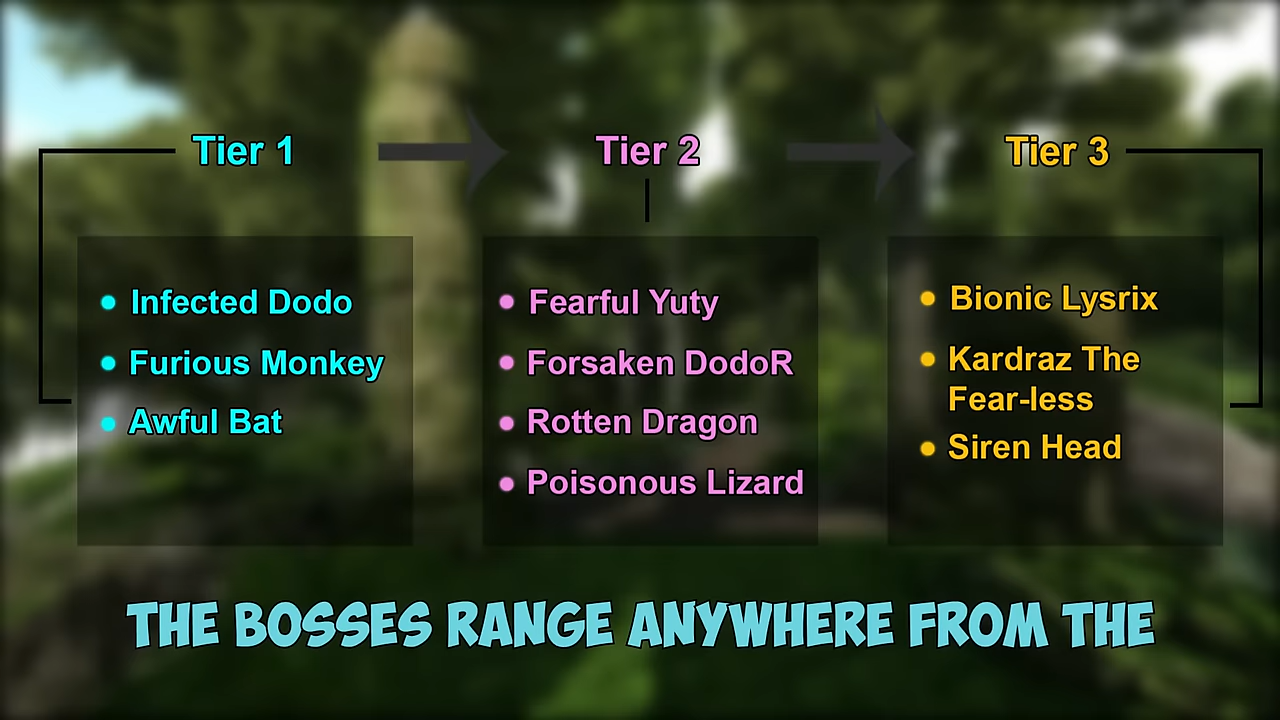 Tier 1
Tier 2
Tier 3
Infected Dodo
Furious Monkey
Awful Bat
Fearful Yuty
Forsaken DodoR
Rotten Dragon
Poisonous Lizard
Bionic Lysrix
Kardraz The
Fear-less
Siren Head
THE BOSSES RANGE ANYWHERE FROM THE